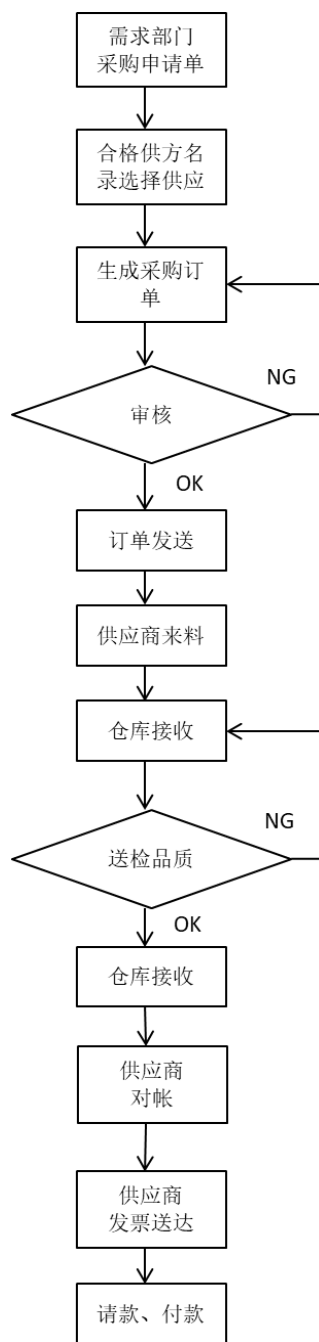 需求部门
采购申请单
合格供方名
录选择供应
生成采购订
单
NG
审核
OK
订单发送
供应商来料
仓库接收
NG
送检品质
OK
仓库接收
供应商
对帐
供应商
发票送达
请款、付款